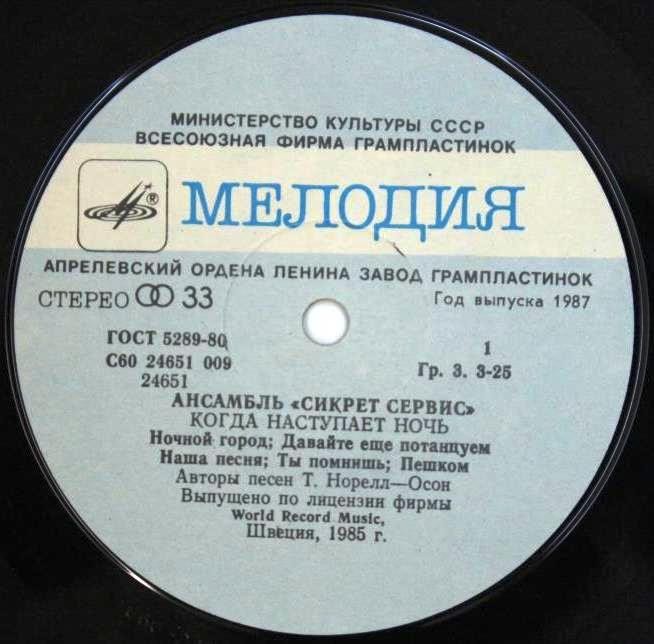 МИНИСТЕРСТВО КУЛЬТУРЫ СССР
ВСЕСОЮЗНАЯ ФИРМА ГРАМПЛАСТИНОК
® МЕЛОДИЯ
АПРЕЛЕВСКИЙ ОРДЕНА ЛЕНИНА ЗАВОД ГРАМПЛАСТИНОК
СТЕРЕО 33 Год выпуска 1987
ГОСТ 5289-80 1
С60 24651 009 Гр. 3. 3-25
24651
АНСАМБЛЬ «СИКРЕТ СЕРВИС»
КОГДА НАСТУПАЕТ НОЧЬ
Ночной город; Давайте еще потанцуем
Наша песня; Ты помнишь; Пешком
Авторы песен Т. Норелл—Осон
Выпущено по лицензии фирмы
World Record Music,
Швеция, 1985 г.